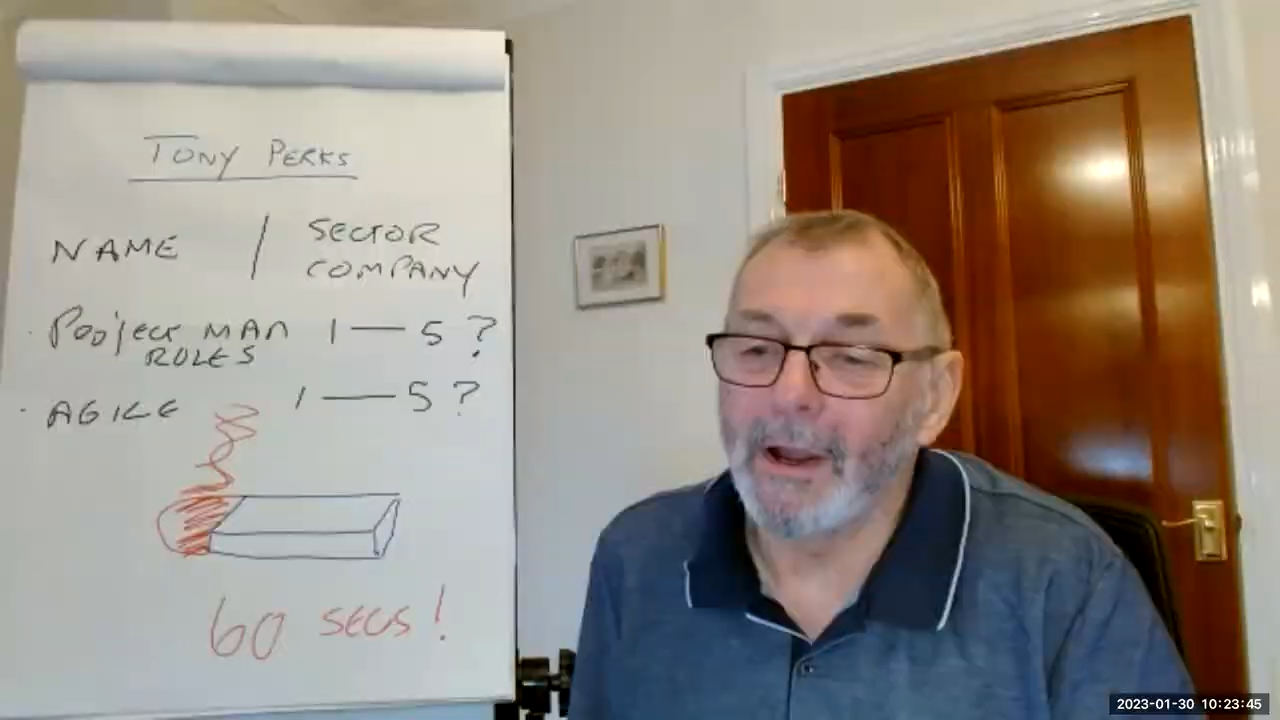 TONY PERKS
NAME / SECTOR
COMPANY
· Project MAN 1 — 5 ?
ROLES
· AGILE 1 — 5 ?
60 SECS!
2023-01-30 10:23:45